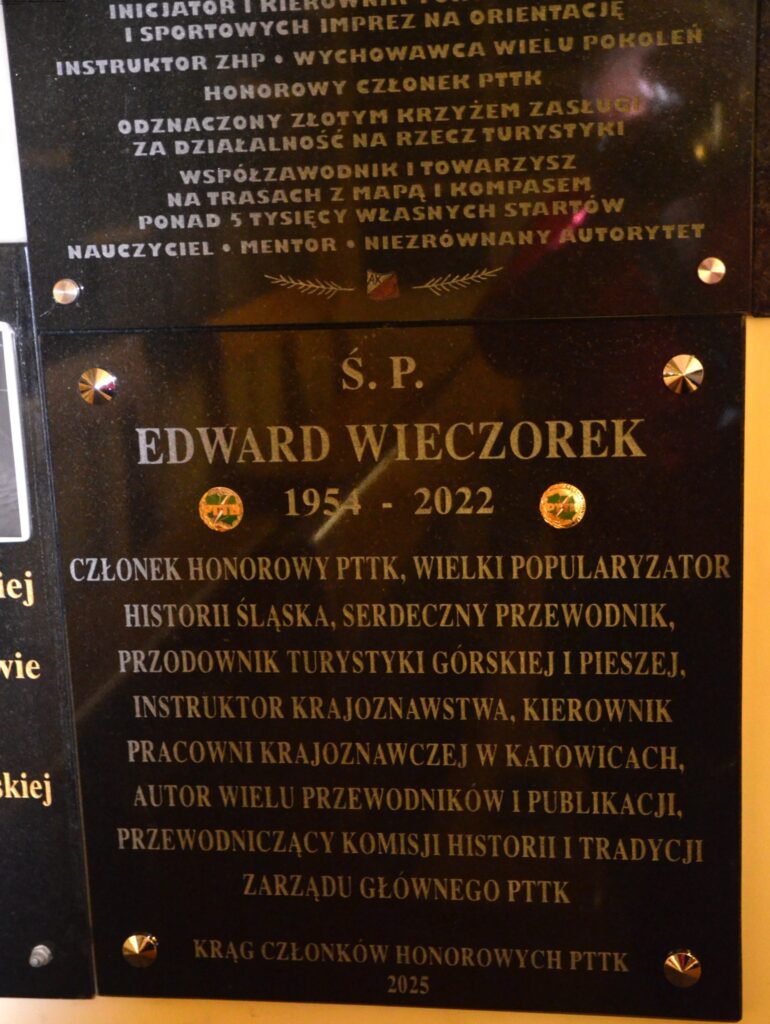 INICJATOR I KIEROWNIK
I SPORTOWYCH IMPREZ NA ORIENTACJĘ
INSTRUKTOR ZHP • WYCHOWAWCA WIELU POKOLEŃ
HONOROWY CZŁONEK PTTK
ODZNACZONY ZŁOTYM KRZYŻEM ZASŁUGI
ZA DZIAŁALNOŚĆ NA RZECZ TURYSTYKI
WSPÓŁZAWODNIK I TOWARZYSZ
NA TRASACH Z MAPĄ I KOMPASEM
PONAD 5 TYSIĘCY WŁASNYCH STARTÓW
NAUCZYCIEL • MENTOR • NIEZRÓWNANY AUTORYTET
Ś. P.
EDWARD WIECZOREK
PTTK 1954 - 2022 PTTK
CZŁONEK HONOROWY PTTK, WIELKI POPULARYZATOR
HISTORII ŚLĄSKA, SERDECZNY PRZEWODNIK,
PRZODOWNIK TURYSTYKI GÓRSKIEJ I PIESZEJ,
INSTRUKTOR KRAJOZNAWSTWA, KIEROWNIK
PRACOWNI KRAJOZNAWCZEJ W KATOWICACH,
AUTOR WIELU PRZEWODNIKÓW I PUBLIKACJI,
PRZEWODNICZĄCY KOMISJI HISTORII I TRADYCJI
ZARZĄDU GŁÓWNEGO PTTK
KRĄG CZŁONKÓW HONOROWYCH PTTK
2025
iej
wie
skiej